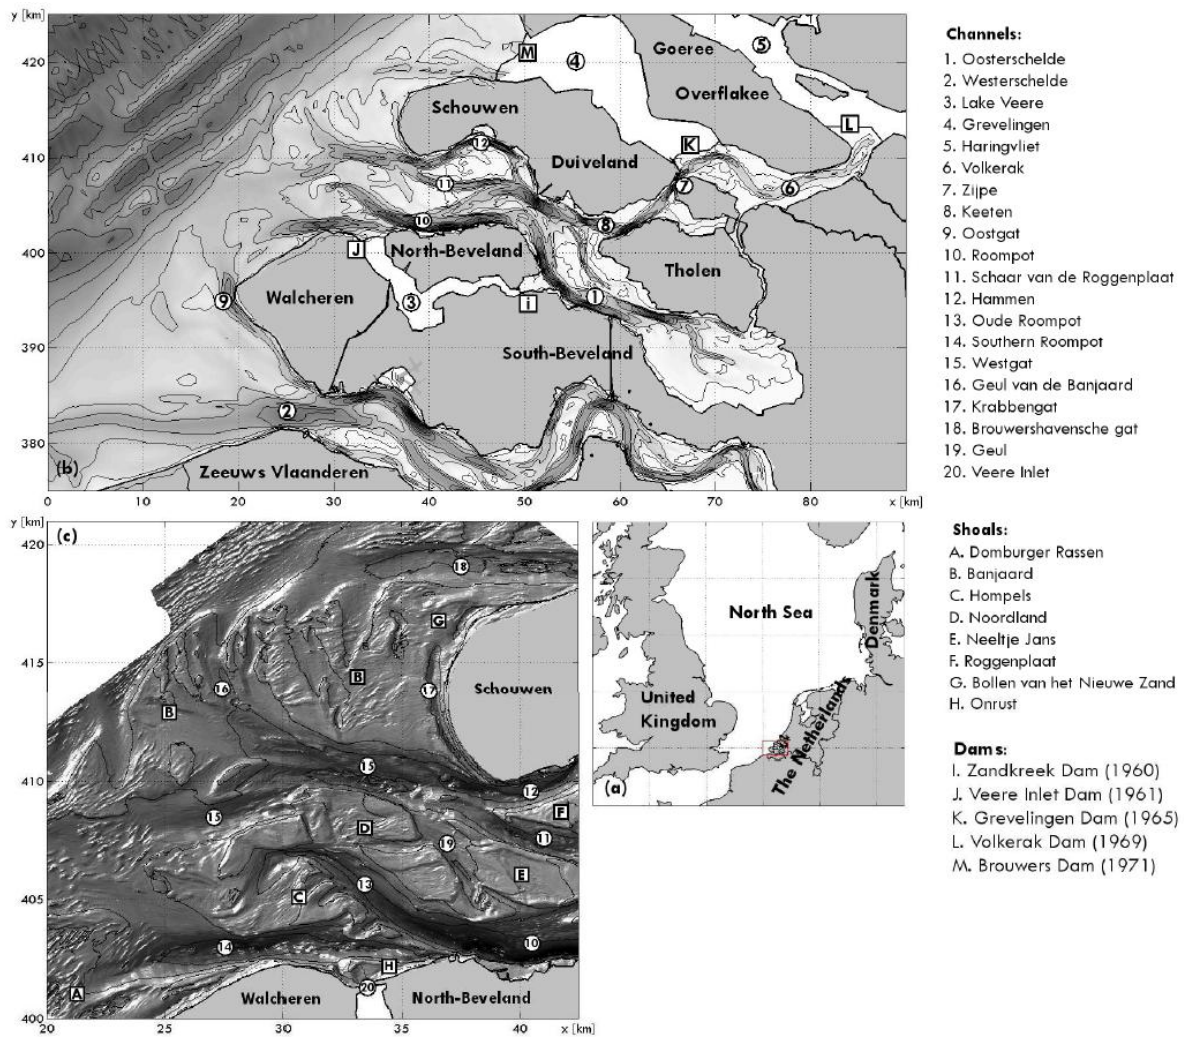 y [km]
420
410
400
390
380
0
10
20
30
40
50
60
70
80
x [km]
(b)
M
4
5
Goeree
Overflakee
Schouwen
L
12
K
Duiveland
11
7
6
10
8
J
North-Beveland
Tholen
Walcheren
9
3
i
1
South-Beveland
2
Zeeuws Vlaanderen
Channels:
1. Oosterschelde
2. Westerschelde
3. Lake Veere
4. Grevelingen
5. Haringvliet
6. Volkerak
7. Zijpe
8. Keeten
9. Oostgat
10. Roompot
11. Schaar van de Roggenplaat
12. Hammen
13. Oude Roompot
14. Southern Roompot
15. Westgat
16. Geul van de Banjaard
17. Krabbengat
18. Brouwershavensche gat
19. Geul
20. Veere Inlet
y [km]
420
415
410
405
400
20
25
30
35
40
x [km]
(c)
18
G
B
16
17
Schouwen
B
15
12
F
15
D
17
11
E
13
C
14
10
H
A
20
Walcheren
North-Beveland
North Sea
Denmark
United
Kingdom
The Netherlands
(a)
Shoals:
A. Domburger Rassen
B. Banjaard
C. Hompels
D. Noordland
E. Neeltje Jans
F. Roggenplaat
G. Bollen van het Nieuwe Zand
H. Onrust
Dams:
I. Zandkreek Dam (1960)
J. Veere Inlet Dam (1961)
K. Grevelingen Dam (1965)
L. Volkerak Dam (1969)
M. Brouwers Dam (1971)